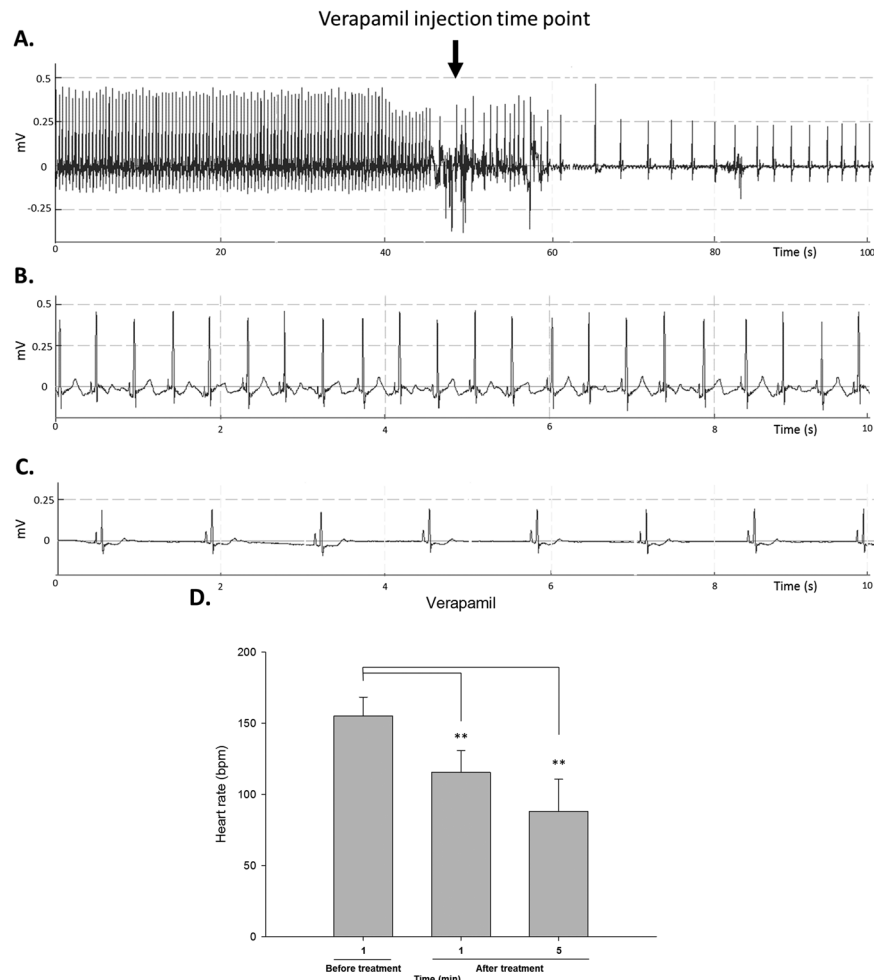 Verapamil injection time point
A.
0.5
0.25
mV
0
-0.25
0 20 40 60 80 100
Time (s)
B.
0.5
mV
0.25
0
0 2 4 6 8 10
Time (s)
C.
0.25
mV
0
0 2 4 6 8 10
Time (s)
D.
Verapamil
200
150
100
50
0
Heart rate (bpm)
**
**
1 1 5
Before treatment After treatment
Time (min)